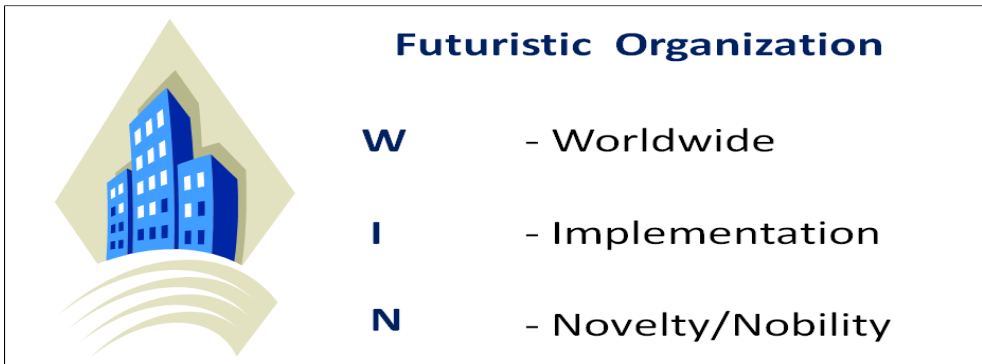 Futuristic Organization
W - Worldwide
I - Implementation
N - Novelty/Nobility